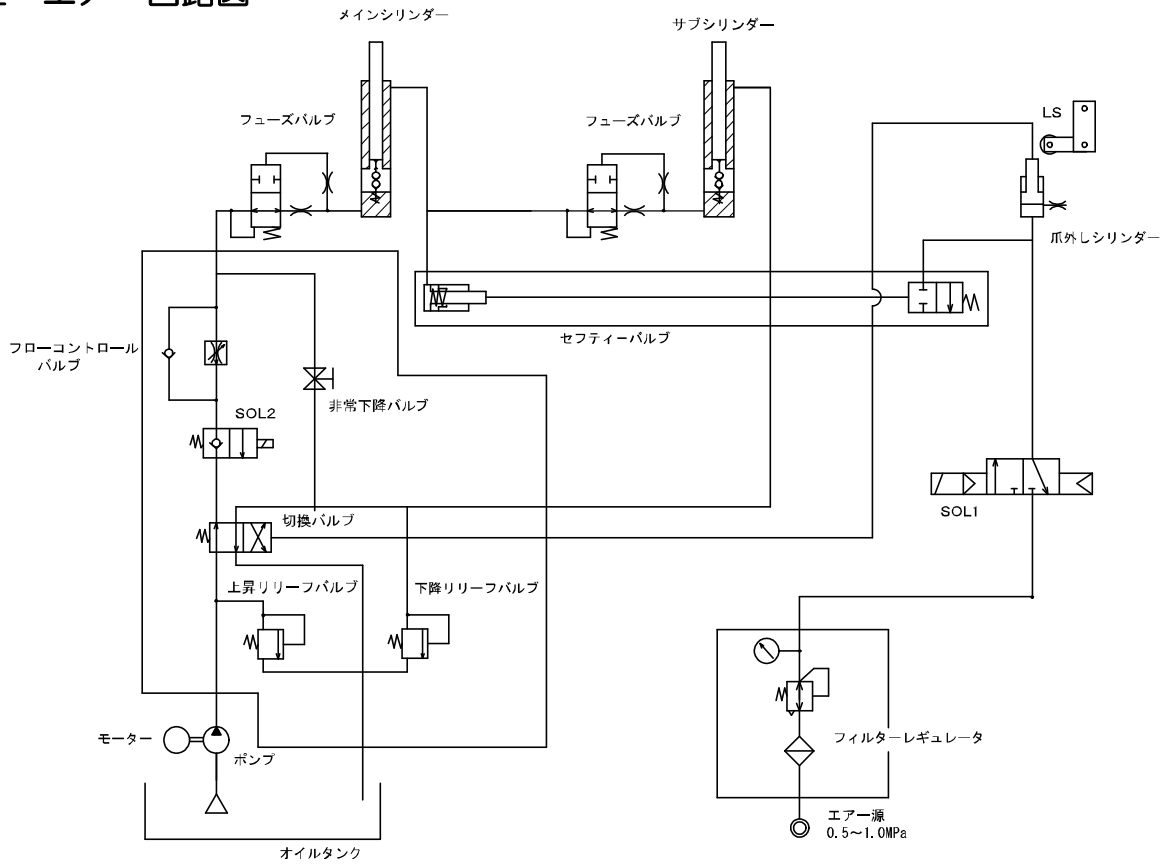 エアー回路図
メインシリンダー
サブシリンダー
フューズバルブ
フューズバルブ
LS
爪外しシリンダー
セフティーバルブ
フローコントロール
バルブ
非常下降バルブ
SOL2
SOL1
切換バルブ
上昇リリーフバルブ
下降リリーフバルブ
モーター
ポンプ
フィルターレギュレータ
エアー源
0.5～1.0MPa
オイルタンク